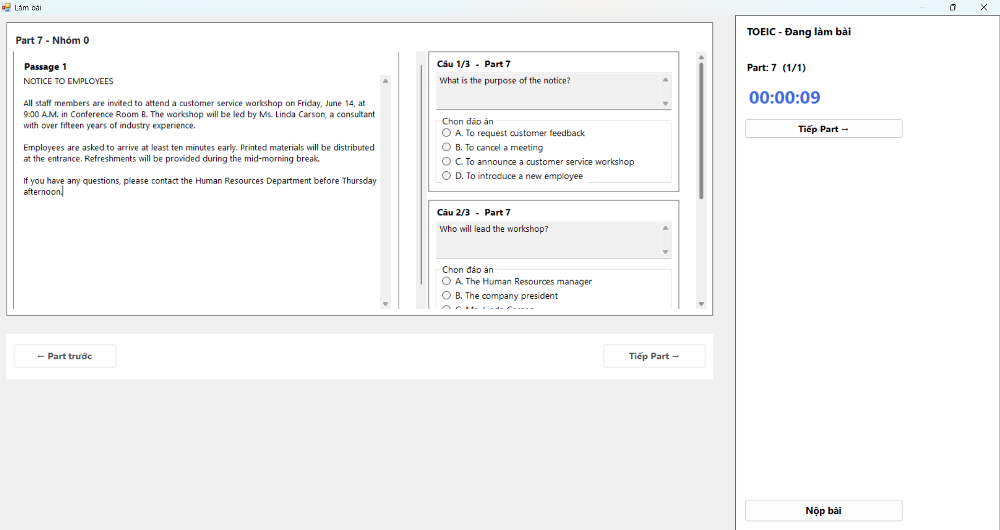 Làm bài
Part 7 - Nhóm 0
Passage 1
NOTICE TO EMPLOYEES
All staff members are invited to attend a customer service workshop on Friday, June 14, at
9:00 A.M. in Conference Room B. The workshop will be led by Ms. Linda Carson, a consultant
with over fifteen years of industry experience.
Employees are asked to arrive at least ten minutes early. Printed materials will be distributed
at the entrance. Refreshments will be provided during the mid-morning break.
If you have any questions, please contact the Human Resources Department before Thursday
afternoon.
Câu 1/3 - Part 7
What is the purpose of the notice?
Chọn đáp án
A. To request customer feedback
B. To cancel a meeting
C. To announce a customer service workshop
D. To introduce a new employee
Câu 2/3 - Part 7
Who will lead the workshop?
Chọn đáp án
A. The Human Resources manager
B. The company president
C. Ms. Linda Carson
← Part trước
Tiếp Part →
TOEIC - Đang làm bài
Part: 7 (1/1)
00:00:09
Tiếp Part →
Nộp bài